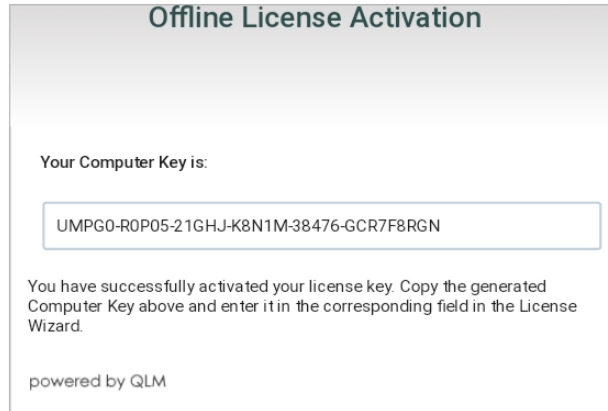 Offline License Activation
Your Computer Key is:
UMPG0-R0P05-21GHJ-K8N1M-38476-GCR7F8RGN
You have successfully activated your license key. Copy the generated
Computer Key above and enter it in the corresponding field in the License
Wizard.
powered by QLM